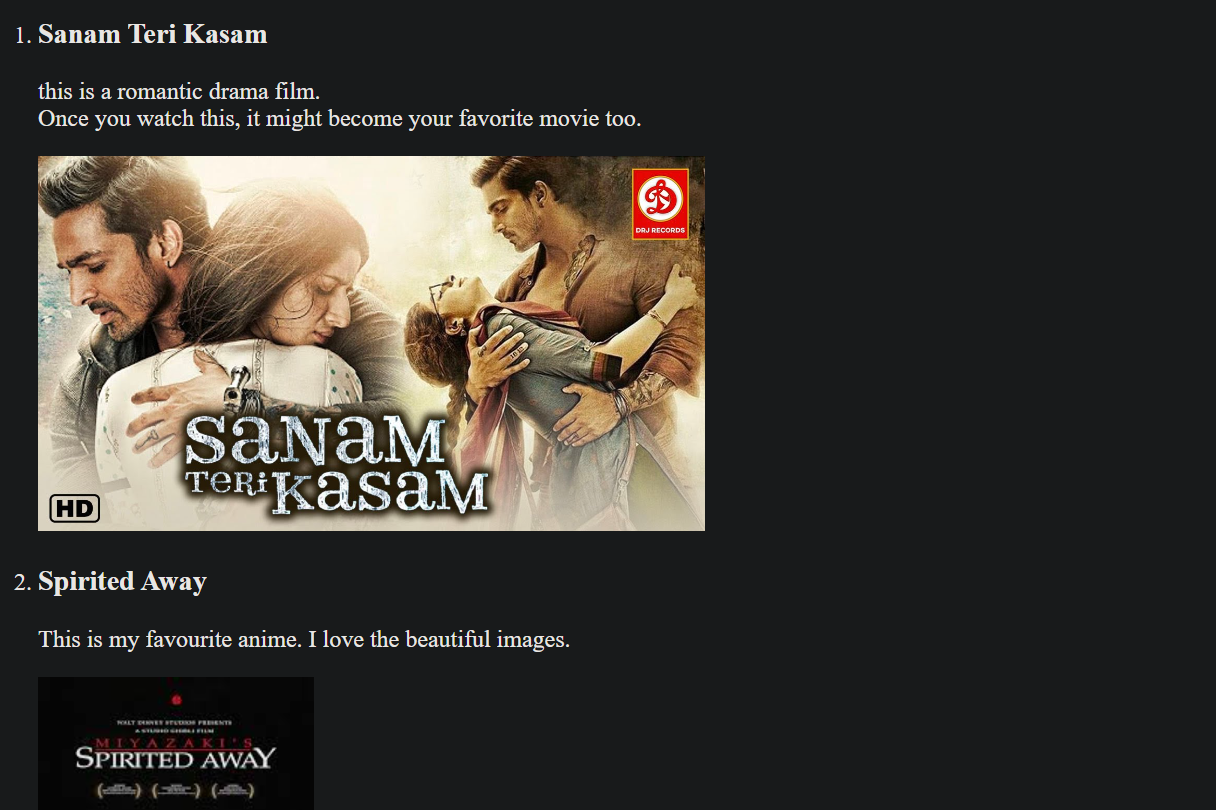 1. Sanam Teri Kasam
this is a romantic drama film.
Once you watch this, it might become your favorite movie too.
DRJ RECORDS
SANAM
TERI KASAM
HD
2. Spirited Away
This is my favourite anime. I love the beautiful images.
WALT DISNEY STUDIOS PRESENTS
A STUDIO GHIBLI FILM
MIYAZAKI'S
SPIRITED AWAY